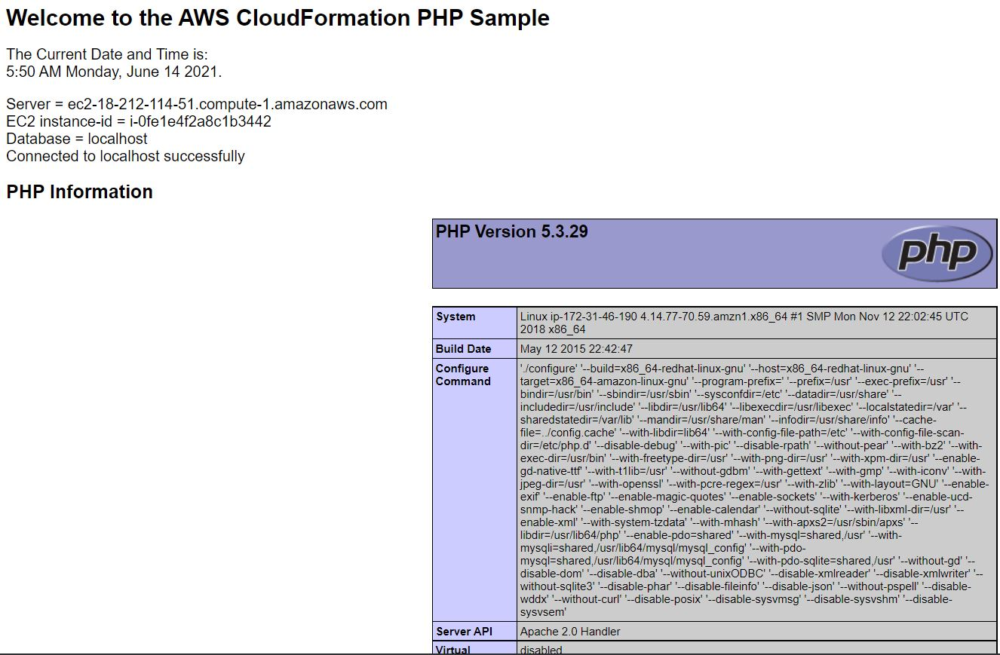 Welcome to the AWS CloudFormation PHP Sample
The Current Date and Time is:
5:50 AM Monday, June 14 2021.
Server = ec2-18-212-114-51.compute-1.amazonaws.com
EC2 instance-id = i-0fe1e4f2a8c1b3442
Database = localhost
Connected to localhost successfully
PHP Information
PHP Version 5.3.29
php
System
Linux ip-172-31-46-190 4.14.77-70.59.amzn1.x86_64 #1 SMP Mon Nov 12 22:02:45 UTC
2018 x86_64
Build Date
May 12 2015 22:42:47
Configure
Command
'./configure' '--build=x86_64-redhat-linux-gnu' '--host=x86_64-redhat-linux-gnu' '--
target=x86_64-amazon-linux-gnu' '--program-prefix=' '--prefix=/usr' '--exec-prefix=/usr' '--
bindir=/usr/bin' '--sbindir=/usr/sbin' '--sysconfdir=/etc' '--datadir=/usr/share' '--
includedir=/usr/include' '--libdir=/usr/lib64' '--libexecdir=/usr/libexec' '--localstatedir=/var' '--
sharedstatedir=/var/lib' '--mandir=/usr/share/man' '--infodir=/usr/share/info' '--cache-
file=../config.cache' '--with-libdir=lib64' '--with-config-file-path=/etc' '--with-config-file-scan-
dir=/etc/php.d' '--disable-debug' '--with-pic' '--disable-rpath' '--without-pear' '--with-bz2' '--with-
exec-dir=/usr/bin' '--with-freetype-dir=/usr' '--with-png-dir=/usr' '--with-xpm-dir=/usr' '--enable-
gd-native-ttf' '--with-t1lib=/usr' '--without-gdbm' '--with-gettext' '--with-gmp' '--with-iconv' '--with-
jpeg-dir=/usr' '--with-openssl' '--with-pcre-regex=/usr' '--with-zlib' '--with-layout=GNU' '--enable-
exif' '--enable-ftp' '--enable-magic-quotes' '--enable-sockets' '--with-kerberos' '--enable-ucd-
snmp-hack' '--enable-shmop' '--enable-calendar' '--without-sqlite' '--with-libxml-dir=/usr' '--
enable-xml' '--with-system-tzdata' '--with-mhash' '--with-apxs2=/usr/sbin/apxs' '--
libdir=/usr/lib64/php' '--enable-pdo=shared' '--with-mysql=shared,/usr' '--with-
mysqli=shared,/usr/lib64/mysql/mysql_config' '--with-pdo-
mysql=shared,/usr/lib64/mysql/mysql_config' '--with-pdo-sqlite=shared,/usr' '--without-gd' '--
disable-dom' '--disable-dba' '--without-unixODBC' '--disable-xmlreader' '--disable-xmlwriter' '--
without-sqlite3' '--disable-phar' '--disable-fileinfo' '--disable-json' '--without-pspell' '--disable-
wddx' '--without-curl' '--disable-posix' '--disable-sysvmsg' '--disable-sysvshm' '--disable-
sysvsem'
Server API
Apache 2.0 Handler
Virtual
disabled